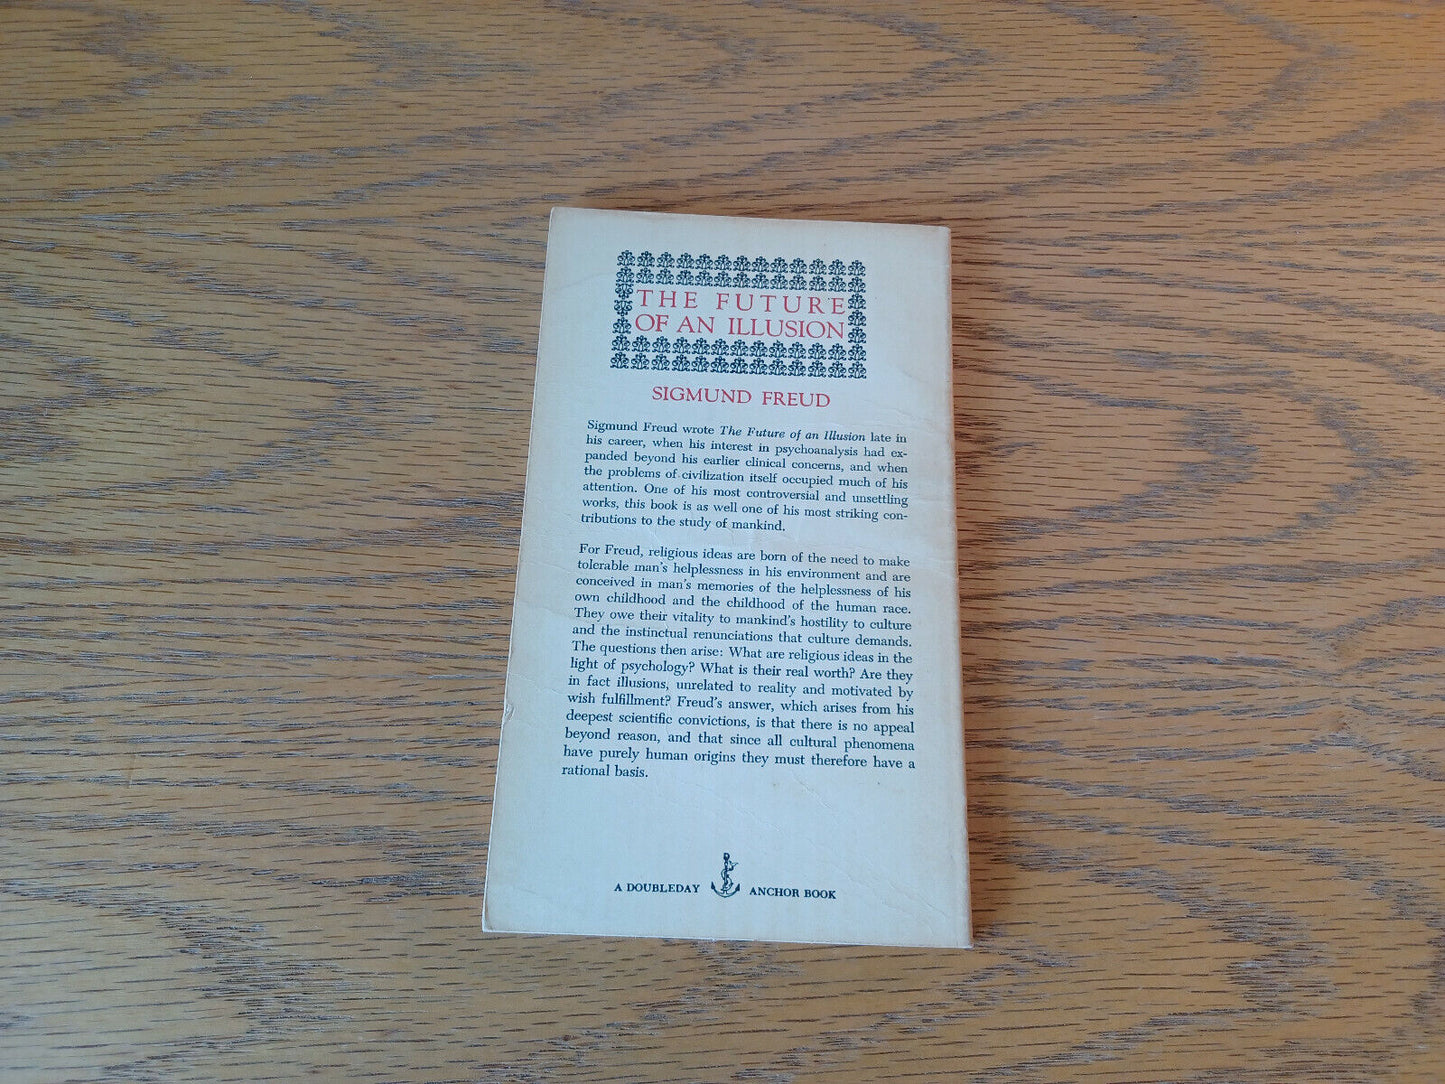 THE FUTURE
OF AN ILLUSION
SIGMUND FREUD
Sigmund Freud wrote The Future of an Illusion late in
his career, when his interest in psychoanalysis had ex-
panded beyond his earlier clinical concerns, and when
the problems of civilization itself occupied much of his
attention. One of his most controversial and unsettling
works, this book is as well one of his most striking con-
tributions to the study of mankind.
For Freud, religious ideas are born of the need to make
tolerable man's helplessness in his environment and are
conceived in man's memories of the helplessness of his
own childhood and the childhood of the human race.
They owe their vitality to mankind's hostility to culture
and the instinctual renunciations that culture demands.
The questions then arise: What are religious ideas in the
light of psychology? What is their real worth? Are they
in fact illusions, unrelated to reality and motivated by
wish fulfillment? Freud's answer, which arises from his
deepest scientific convictions, is that there is no appeal
beyond reason, and that since all cultural phenomena
have purely human origins they must therefore have a
rational basis.
A DOUBLEDAY ANCHOR BOOK